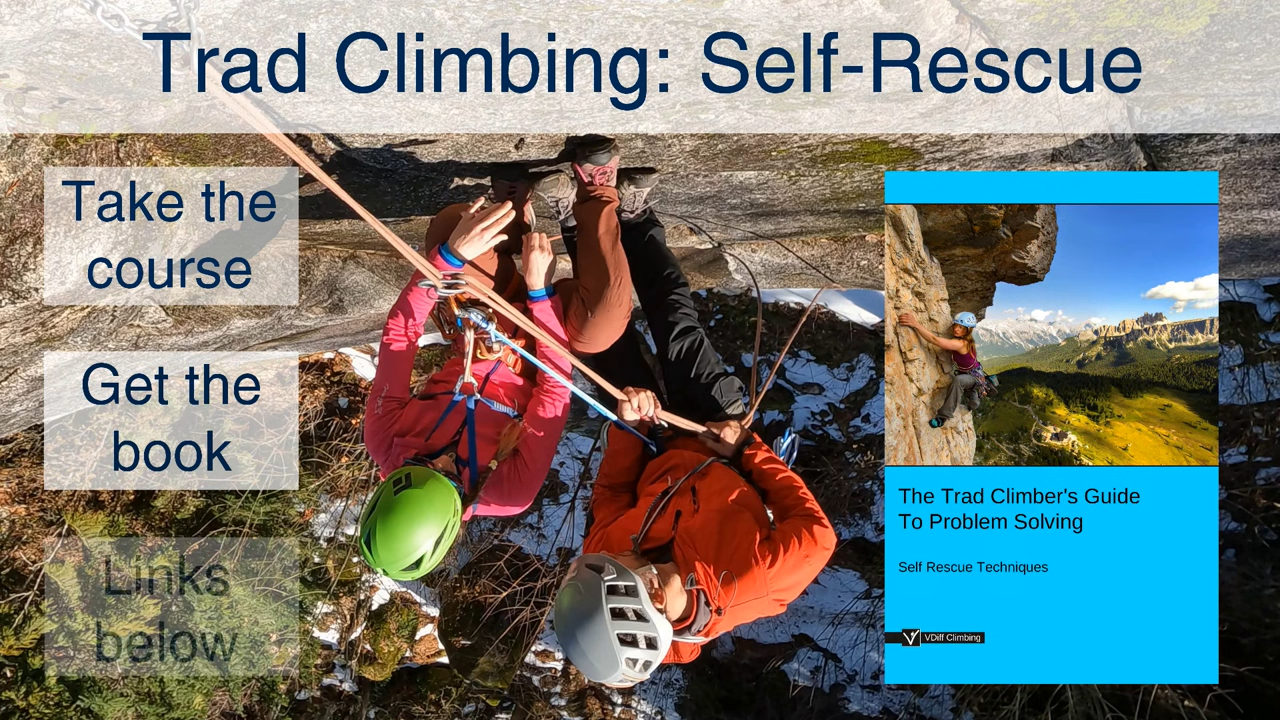 Trad Climbing: Self-Rescue
Take the
course
Get the
book
Links
below
The Trad Climber's Guide
To Problem Solving
Self Rescue Techniques
VDiff Climbing